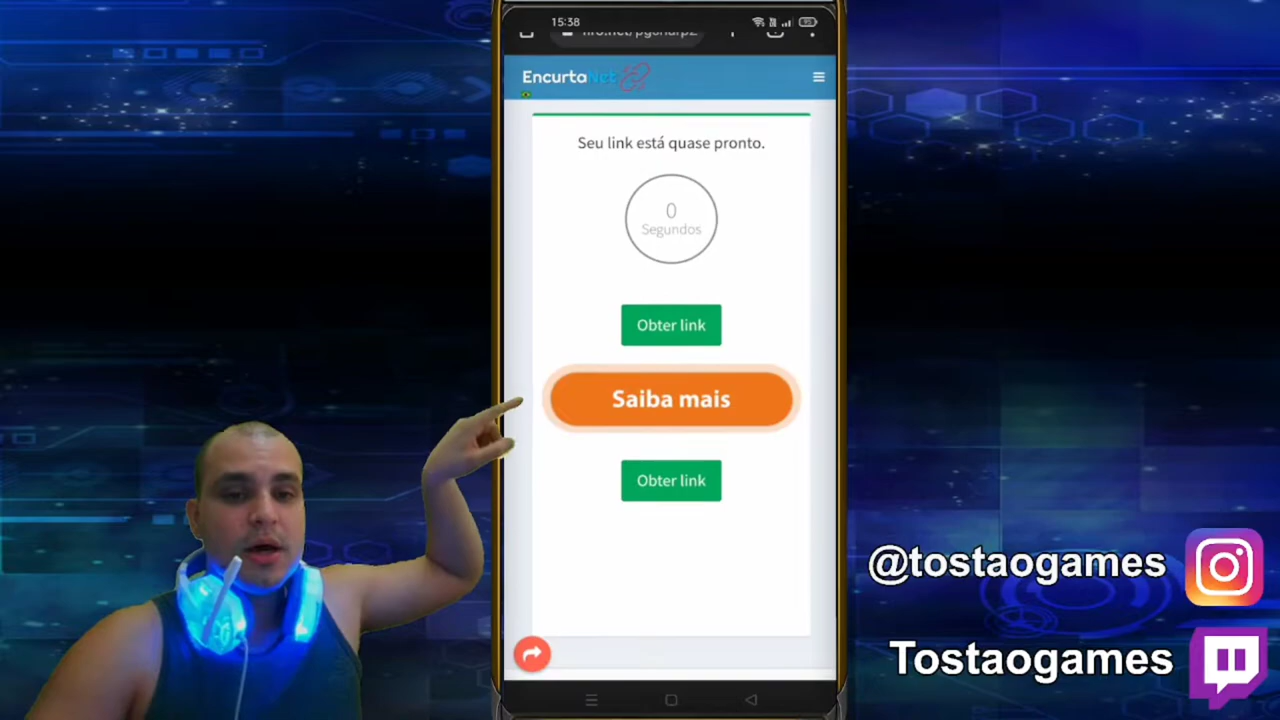 15:38
EncurtaNet
Seu link está quase pronto.
0
Segundos
Obter link
Saiba mais
Obter link
@tostaogames
Tostaogames